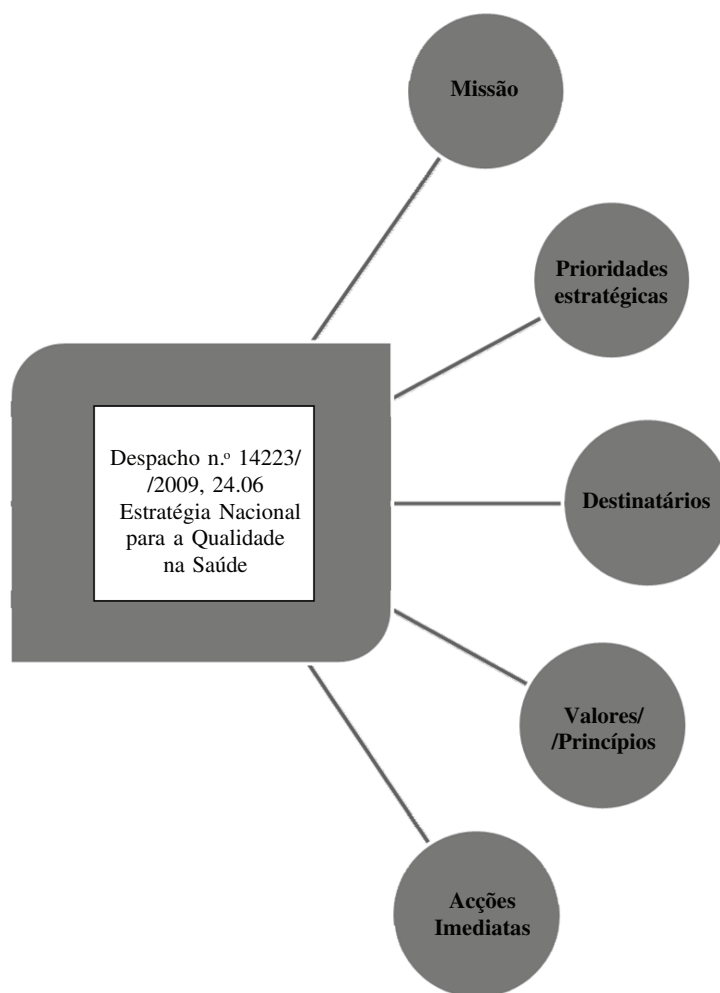 Missão
Prioridades
estratégicas
Despacho n.º 14223/
/2009, 24.06
Estratégia Nacional
para a Qualidade
na Saúde
Destinatários
Valores/
/Princípios
Acções
Imediatas